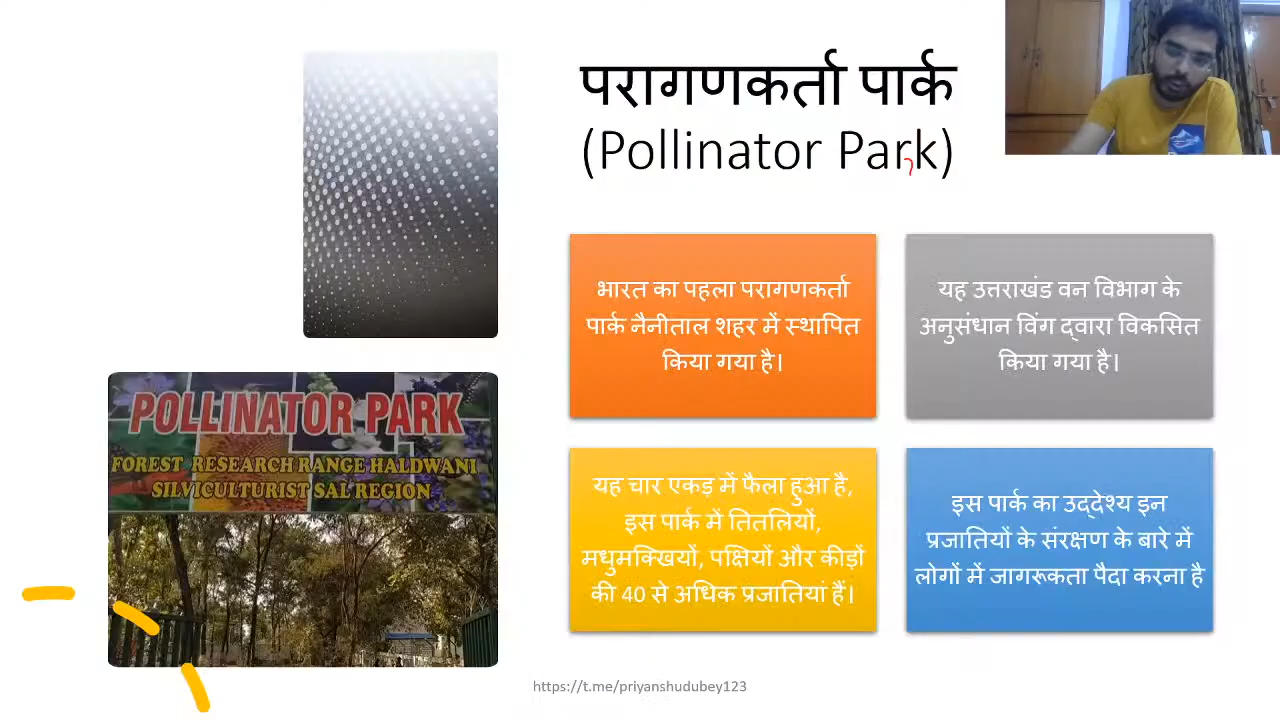 परागणकर्ता पार्क
(Pollinator Park)
भारत का पहला परागणकर्ता
पार्क नैनीताल शहर में स्थापित
किया गया है।
यह उत्तराखंड वन विभाग के
अनुसंधान विंग द्वारा विकसित
किया गया है।
यह चार एकड़ में फैला हुआ है,
इस पार्क में तितलियों,
मधुमक्खियों, पक्षियों और कीड़ों
की 40 से अधिक प्रजातियां हैं।
इस पार्क का उद्देश्य इन
प्रजातियों के संरक्षण के बारे में
लोगों में जागरूकता पैदा करना है
POLLINATOR PARK
FOREST RESEARCH RANGE HALDWANI
SILVICULTURIST SAL REGION
https://t.me/priyanshudubey123